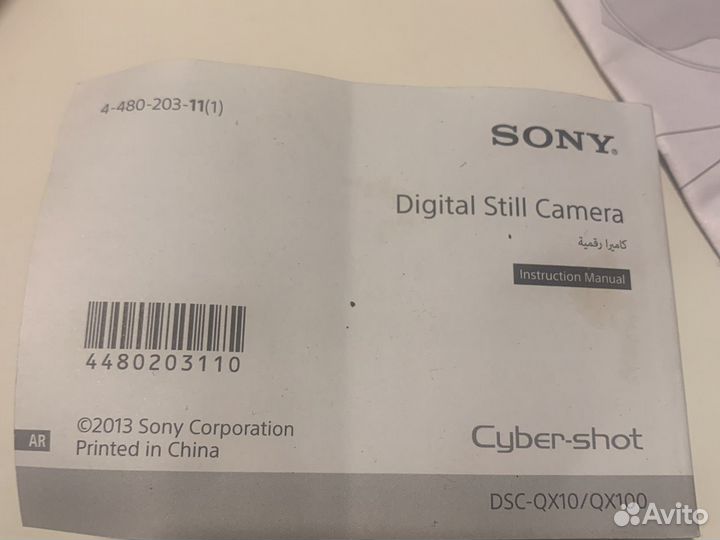 4-480-203-11(1)
SONY®
Digital Still Camera
كاميرا رقمية
Instruction Manual
4480203110
©2013 Sony Corporation
Printed in China
AR
Cyber-shot
DSC-QX10/QX100
Avito